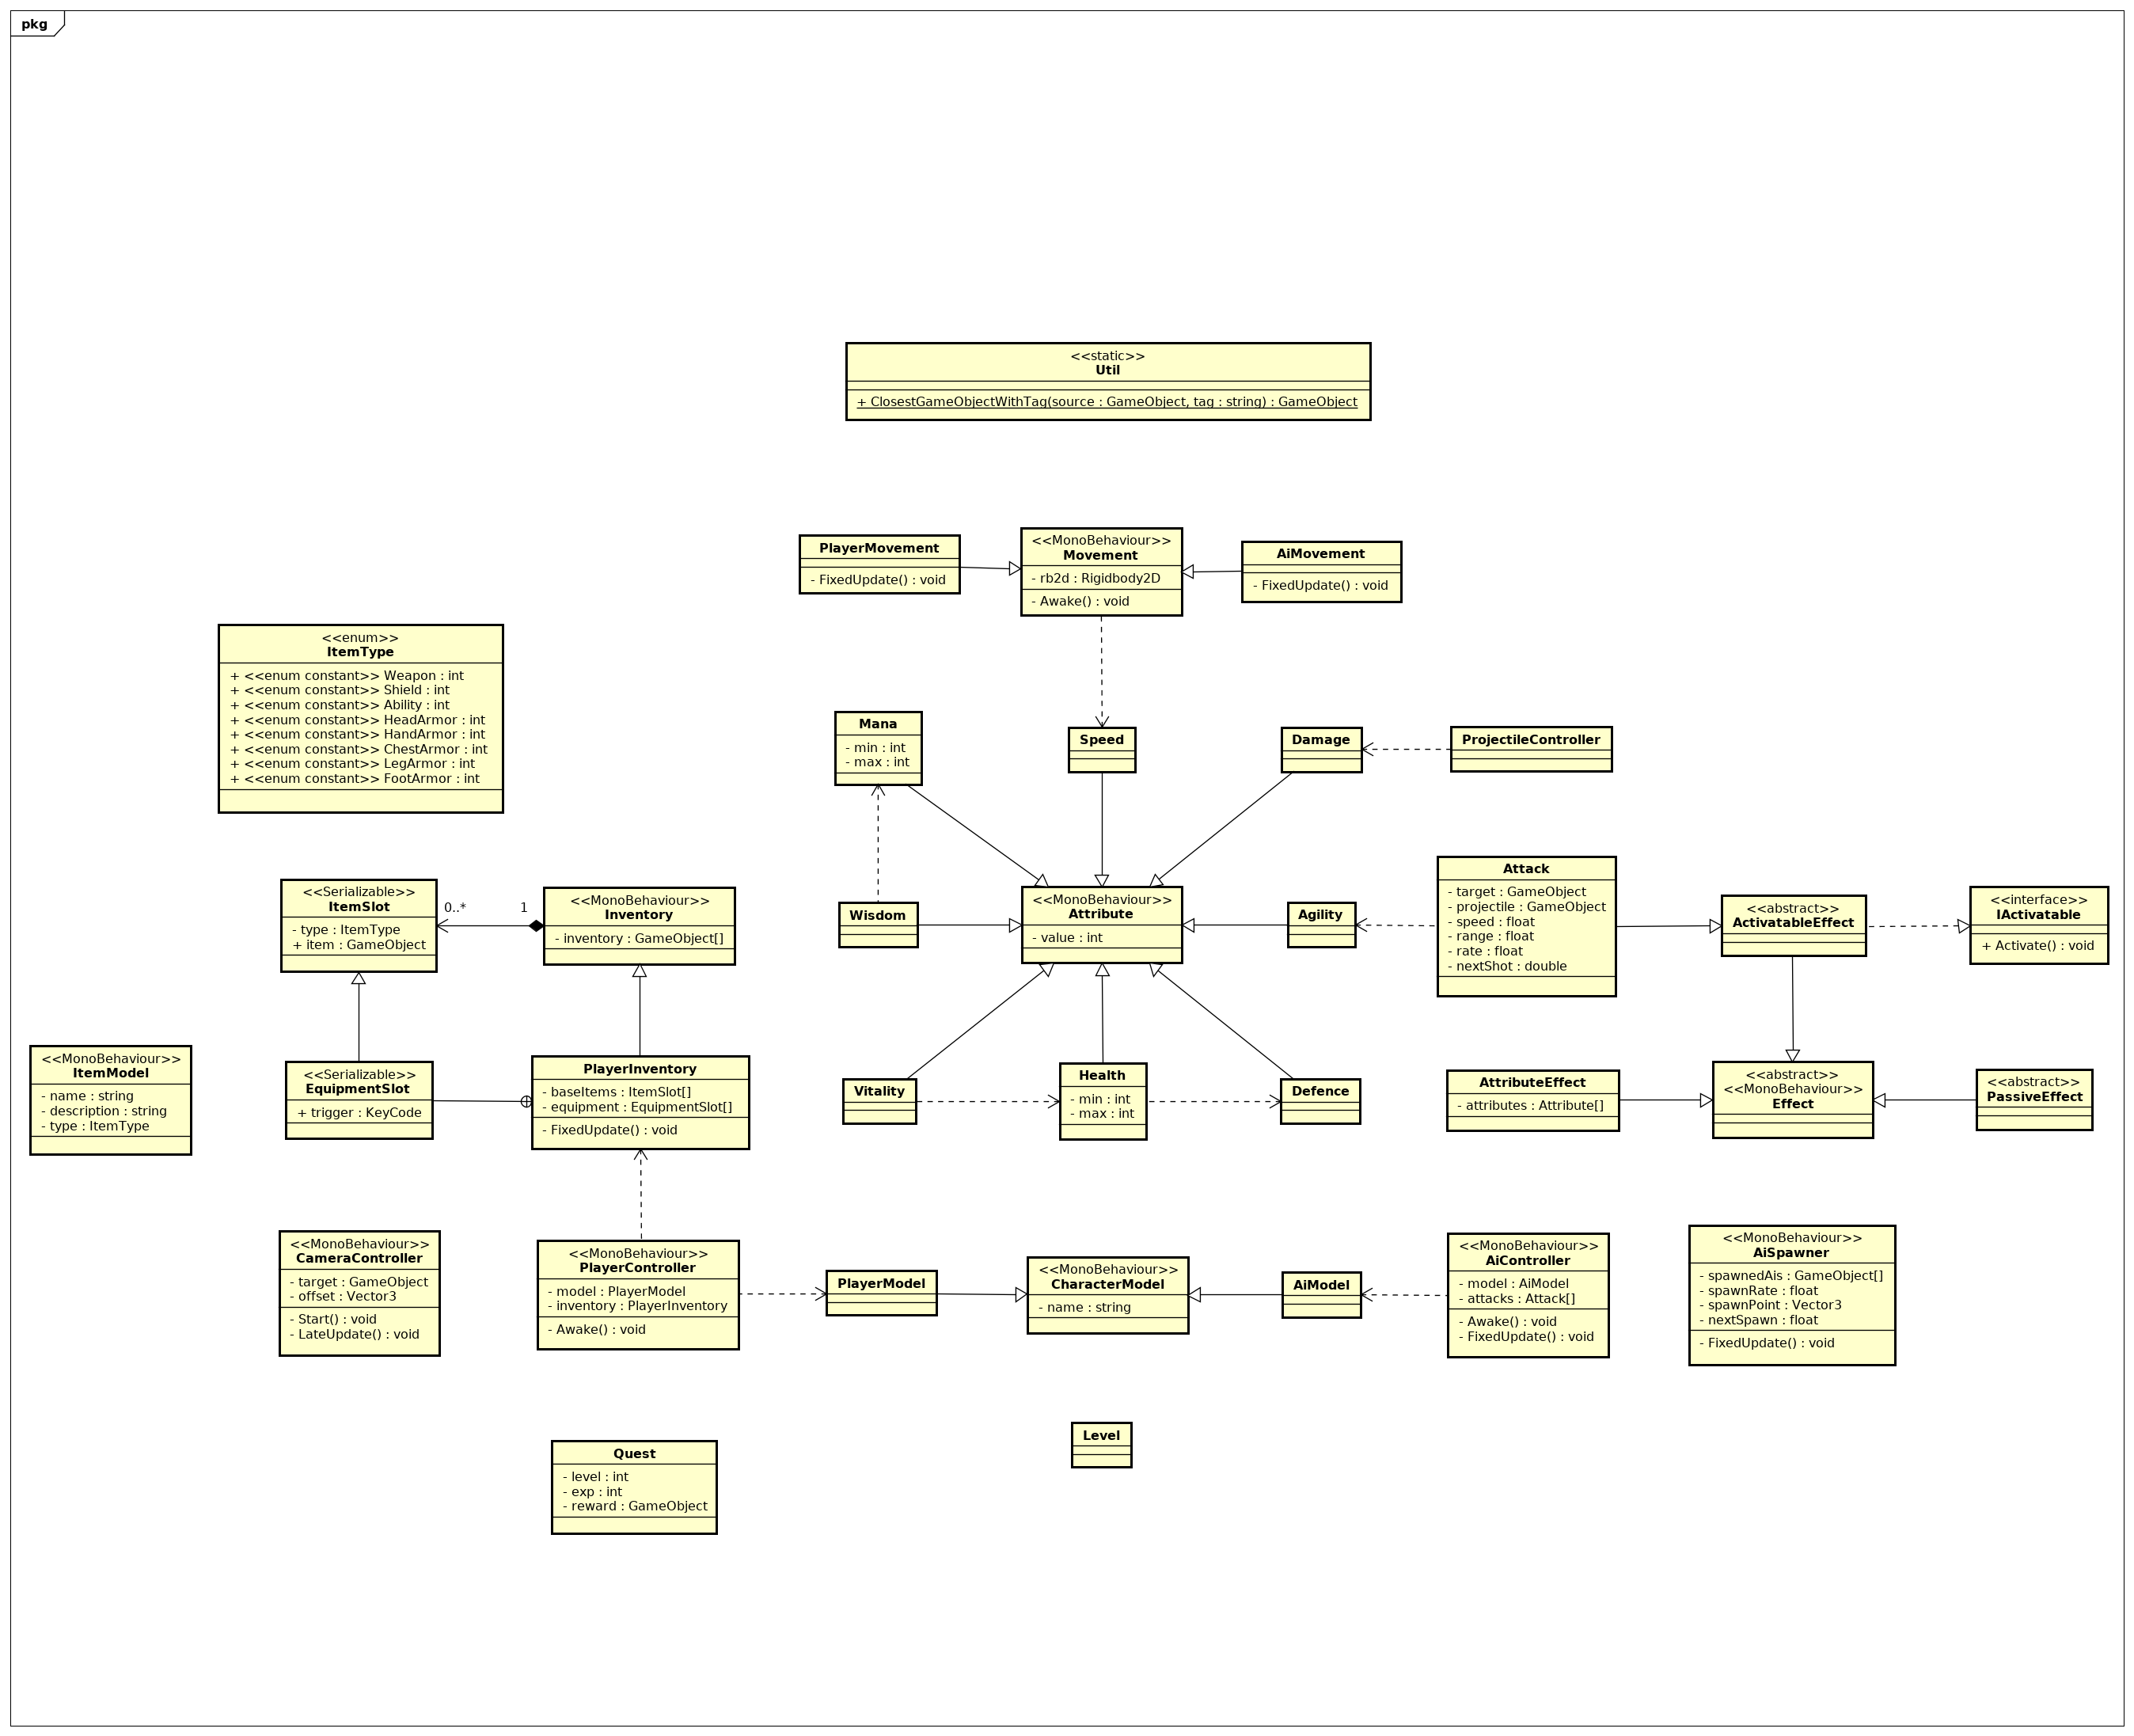 pkg
<<static>>
Util
+ ClosestGameObjectWithTag(source : GameObject, tag : string) : GameObject
PlayerMovement
- FixedUpdate() : void
<<MonoBehaviour>>
Movement
- rb2d : Rigidbody2D
- Awake() : void
AiMovement
- FixedUpdate() : void
<<enum>>
ItemType
+ <<enum constant>> Weapon : int
+ <<enum constant>> Shield : int
+ <<enum constant>> Ability : int
+ <<enum constant>> HeadArmor : int
+ <<enum constant>> HandArmor : int
+ <<enum constant>> ChestArmor : int
+ <<enum constant>> LegArmor : int
+ <<enum constant>> FootArmor : int
Mana
- min : int
- max : int
Speed
Damage
ProjectileController
<<Serializable>>
ItemSlot
- type : ItemType
+ item : GameObject
0..*
1
<<MonoBehaviour>>
Inventory
- inventory : GameObject[]
Wisdom
<<MonoBehaviour>>
Attribute
- value : int
Agility
Attack
- target : GameObject
- projectile : GameObject
- speed : float
- range : float
- rate : float
- nextShot : double
<<abstract>>
ActivatableEffect
<<interface>>
IActivatable
+ Activate() : void
<<MonoBehaviour>>
ItemModel
- name : string
- description : string
- type : ItemType
<<Serializable>>
EquipmentSlot
+ trigger : KeyCode
PlayerInventory
- baseItems : ItemSlot[]
- equipment : EquipmentSlot[]
- FixedUpdate() : void
Vitality
Health
- min : int
- max : int
Defence
AttributeEffect
- attributes : Attribute[]
<<abstract>>
<<MonoBehaviour>>
Effect
<<abstract>>
PassiveEffect
<<MonoBehaviour>>
CameraController
- target : GameObject
- offset : Vector3
- Start() : void
- LateUpdate() : void
<<MonoBehaviour>>
PlayerController
- model : PlayerModel
- inventory : PlayerInventory
- Awake() : void
PlayerModel
<<MonoBehaviour>>
CharacterModel
- name : string
AiModel
<<MonoBehaviour>>
AiController
- model : AiModel
- attacks : Attack[]
- Awake() : void
- FixedUpdate() : void
<<MonoBehaviour>>
AiSpawner
- spawnedAis : GameObject[]
- spawnRate : float
- spawnPoint : Vector3
- nextSpawn : float
- FixedUpdate() : void
Level
Quest
- level : int
- exp : int
- reward : GameObject